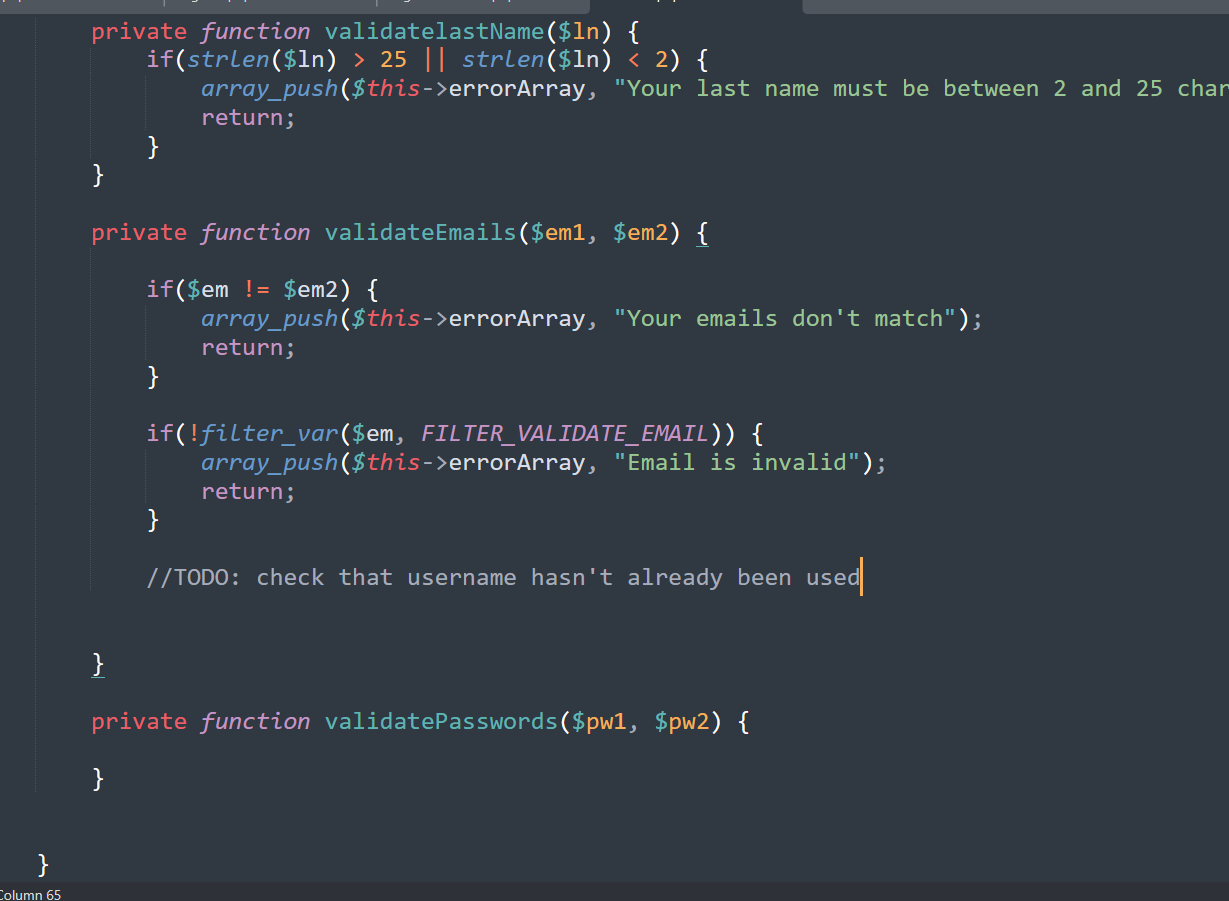 private function validatelastName($ln) {
if(strlen($ln) > 25 || strlen($ln) < 2) {
array_push($this->errorArray, "Your last name must be between 2 and 25 char
return;
}
}
private function validateEmails($em1, $em2) {
if($em != $em2) {
array_push($this->errorArray, "Your emails don't match");
return;
}
if(!filter_var($em, FILTER_VALIDATE_EMAIL)) {
array_push($this->errorArray, "Email is invalid");
return;
}
//TODO: check that username hasn't already been used
}
private function validatePasswords($pw1, $pw2) {
}
}
Column 65